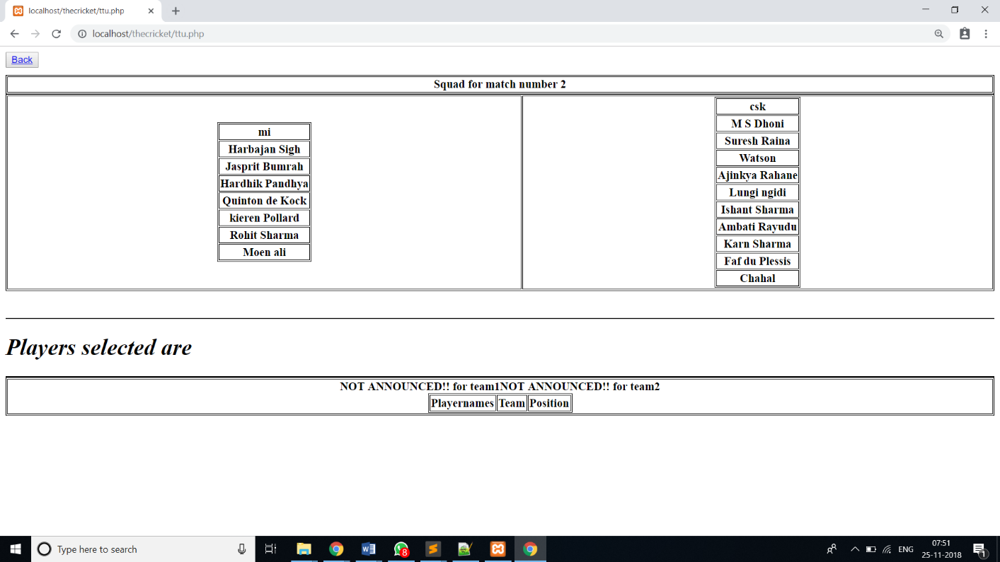 localhost/thecricket/ttu.php
localhost/thecricket/ttu.php
Back
Squad for match number 2
mi
Harbajan Sigh
Jasprit Bumrah
Hardhik Pandhya
Quinton de Kock
kieren Pollard
Rohit Sharma
Moen ali
csk
M S Dhoni
Suresh Raina
Watson
Ajinkya Rahane
Lungi ngidi
Ishant Sharma
Ambati Rayudu
Karn Sharma
Faf du Plessis
Chahal
Players selected are
NOT ANNOUNCED!! for team1NOT ANNOUNCED!! for team2
Playernames Team Position
Type here to search
8
ENG
07:51
25-11-2018
1